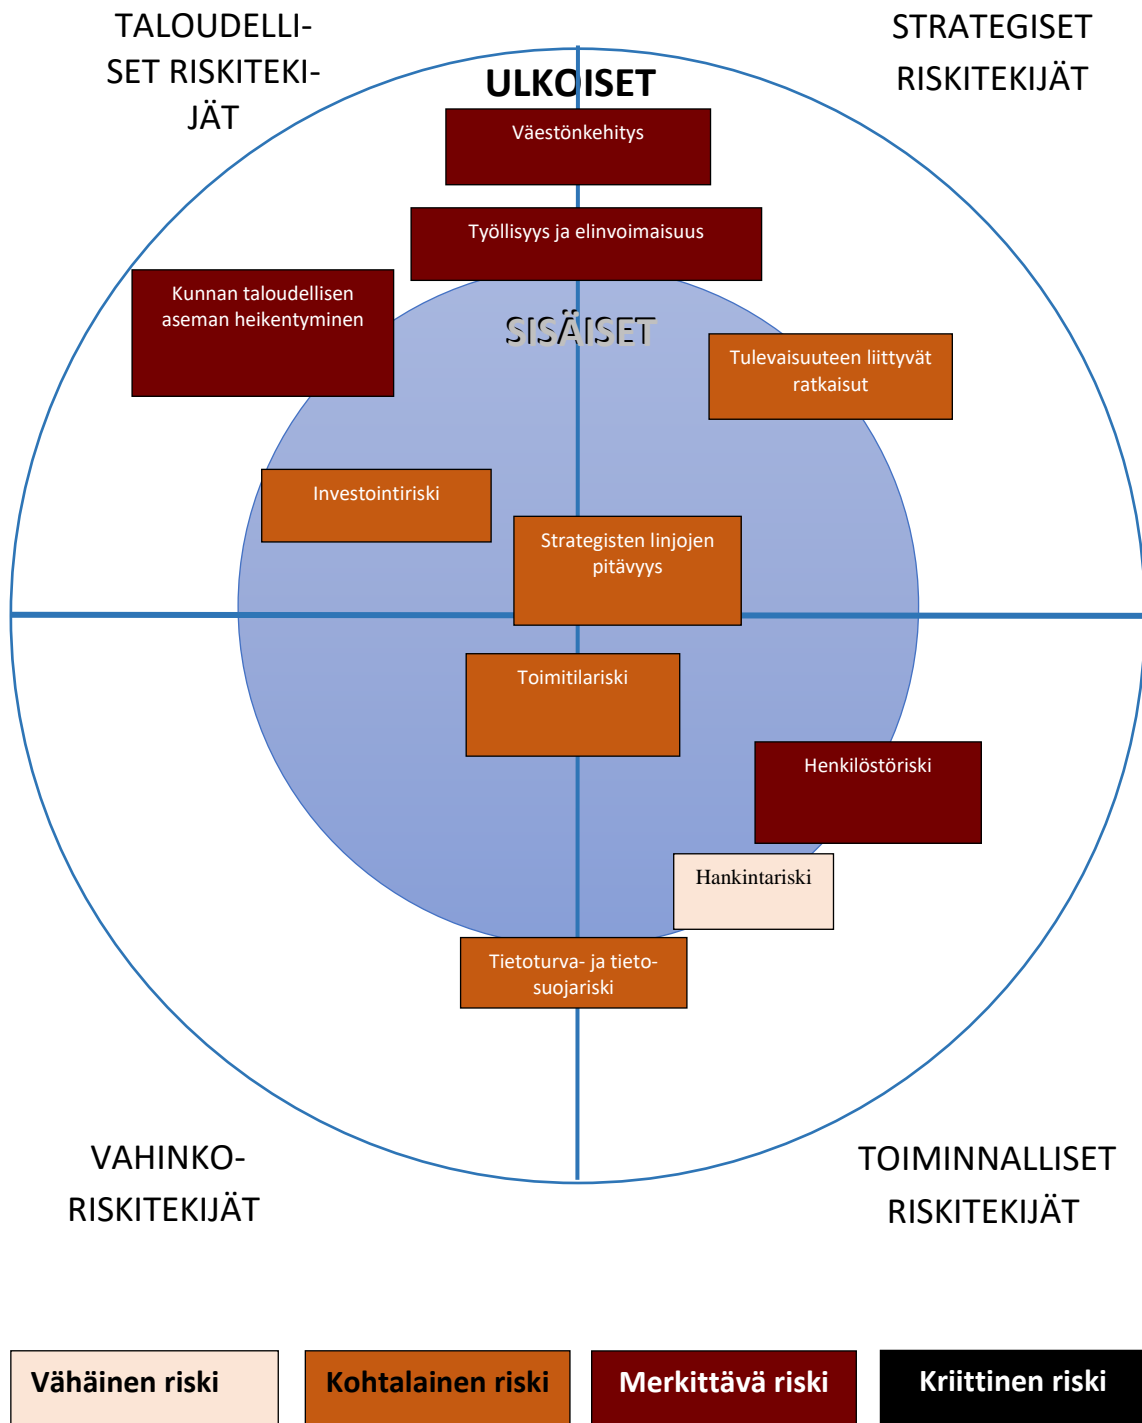 TALOUDELLI-
SET RISKITEKI-
JÄT
STRATEGISET
RISKITEKIJÄT
ULKOISET
Väestönkehitys
Työllisyys ja elinvoimaisuus
Kunnan taloudellisen
aseman heikentyminen
SISÄISET
Tulevaisuuteen liittyvät
ratkaisut
Investointiriski
Strategisten linjojen
pitävyys
Toimitilariski
Henkilöstöriski
Hankintariski
Tietoturva- ja tieto-
suojariski
VAHINKO-
RISKITEKIJÄT
TOIMINNALLISET
RISKITEKIJÄT
Vähäinen riski
Kohtalainen riski
Merkittävä riski
Kriittinen riski